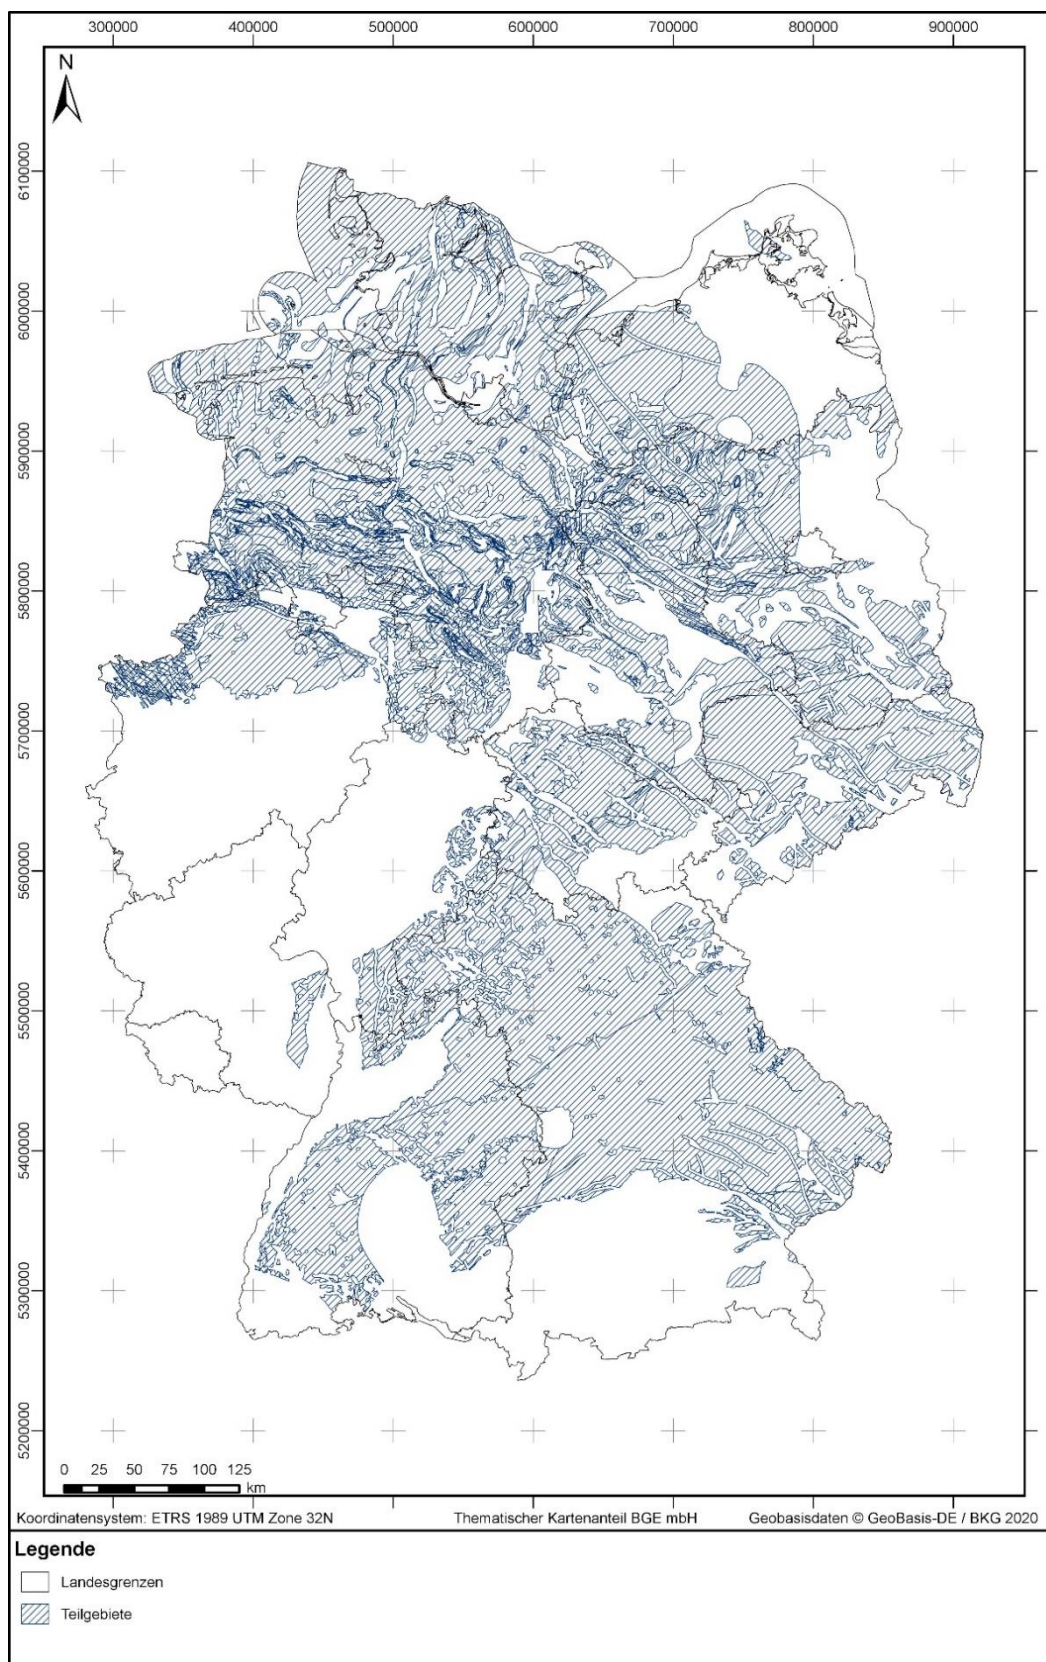 300000 400000 500000 600000 700000 800000 900000
N
6100000
6000000
5900000
5800000
5700000
5600000
5500000
5400000
5300000
5200000
0 25 50 75 100 125
km
Koordinatensystem: ETRS 1989 UTM Zone 32N Thematischer Kartenanteil BGE mbH Geobasisdaten © GeoBasis-DE / BKG 2020
Legende
Landesgrenzen
Teilgebiete